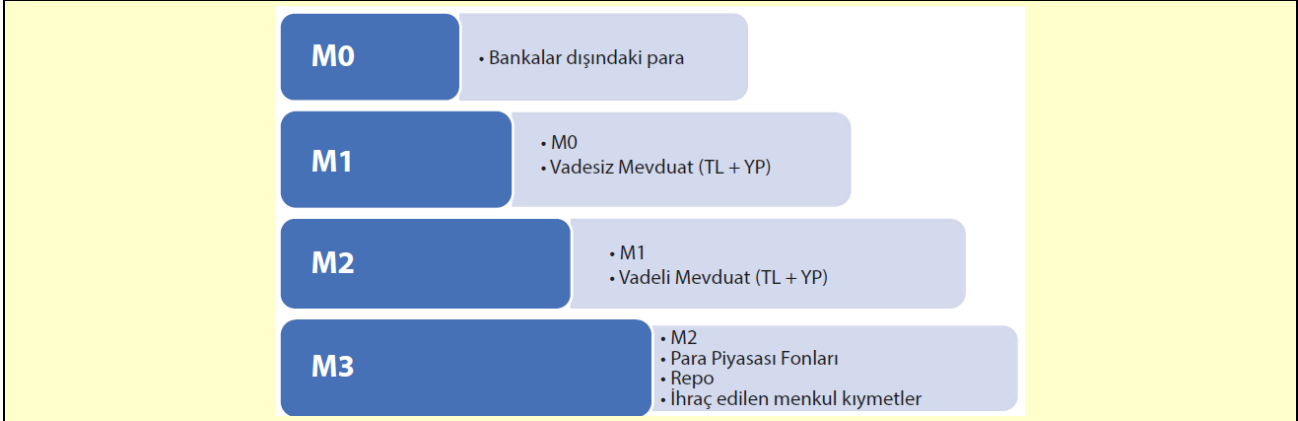 M0
• Bankalar dışındaki para
M1
• M0
• Vadesiz Mevduat (TL + YP)
M2
• M1
• Vadeli Mevduat (TL + YP)
M3
• M2
• Para Piyasası Fonları
• Repo
• İhraç edilen menkul kıymetler